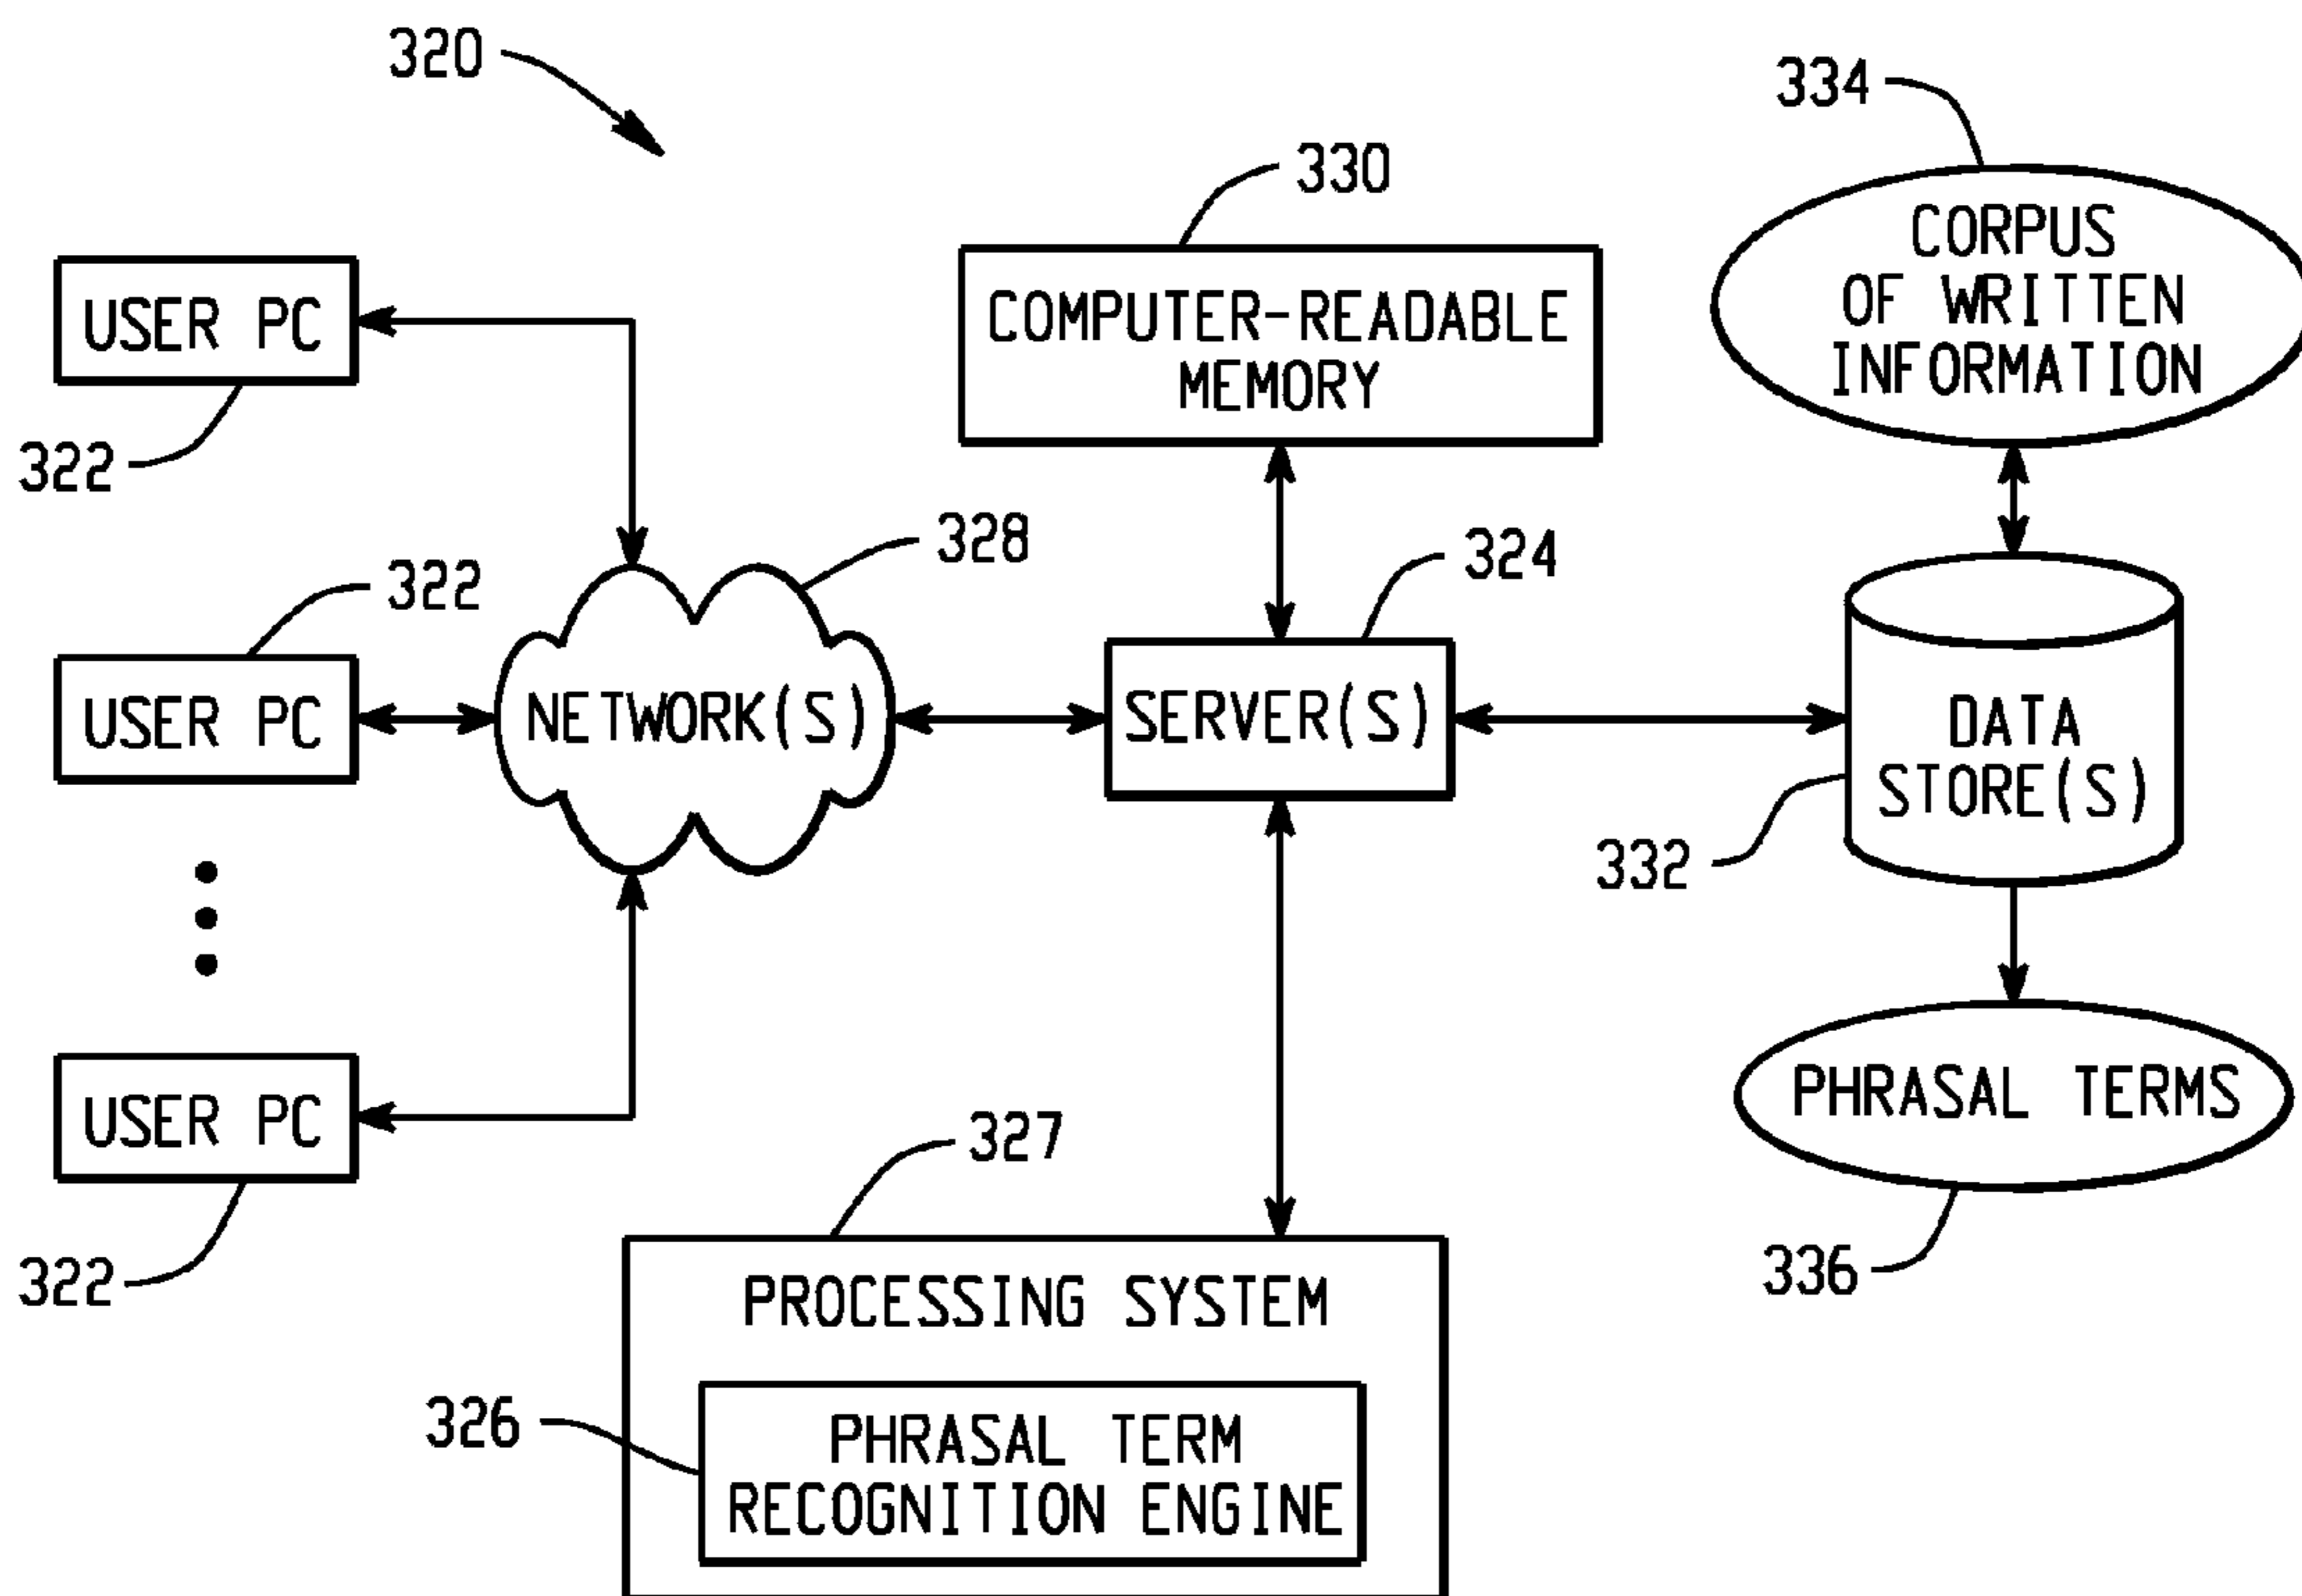 320
334
330
CORPUS
OF WRITTEN
INFORMATION
USER PC
COMPUTER-READABLE
MEMORY
322
328
324
322
USER PC
NETWORK(S)
SERVER(S)
DATA
STORE(S)
332
USER PC
PHRASAL TERMS
327
322
336
PROCESSING SYSTEM
326
PHRASAL TERM
RECOGNITION ENGINE